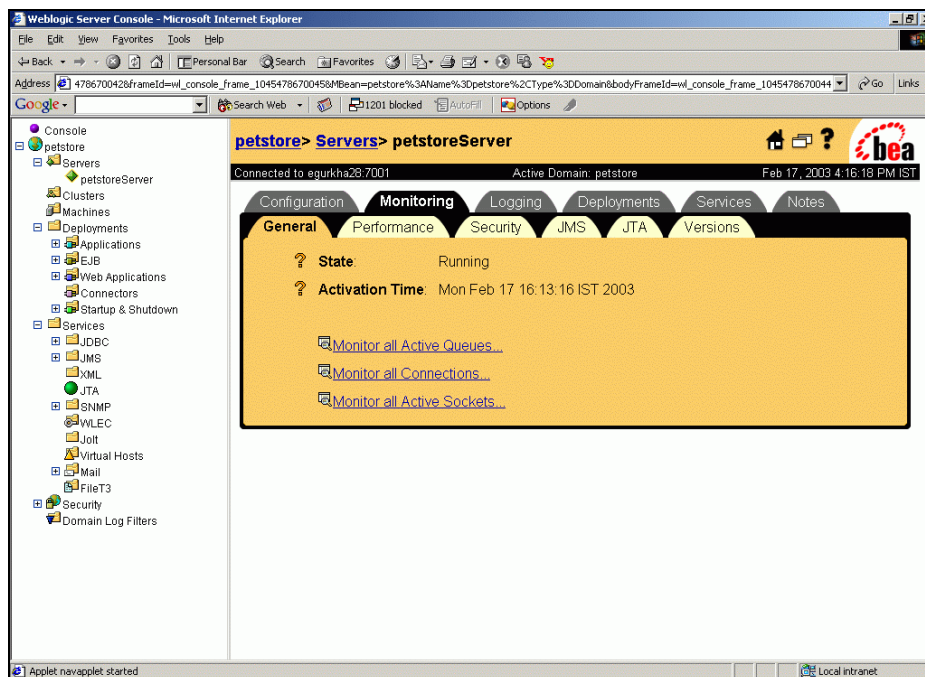 Weblogic Server Console - Microsoft Internet Explorer
File Edit View Favorites Tools Help
Back Personal Bar Search Favorites
Address 4786700428frameId=wl_console_frame_1045478670045&MBean=petstore%3AName%3Dpetstore%2CType%3DDomain&bodyFrameId=wl_console_frame_1045478670044 Go Links
Google Search Web 1201 blocked AutoFill Options
Console
petstore
Servers
petstoreServer
Clusters
Machines
Deployments
Applications
EJB
Web Applications
Connectors
Startup & Shutdown
Services
JDBC
JMS
XML
JTA
SNMP
WLEC
Jolt
Virtual Hosts
Mail
FileT3
Security
Domain Log Filters
petstore> Servers> petstoreServer
? bea
Connected to egurkha28:7001 Active Domain: petstore Feb 17, 2003 4:16:18 PM IST
Configuration Monitoring Logging Deployments Services Notes
General Performance Security JMS JTA Versions
? State: Running
? Activation Time: Mon Feb 17 16:13:16 IST 2003
Monitor all Active Queues...
Monitor all Connections...
Monitor all Active Sockets...
Applet navapplet started Local intranet